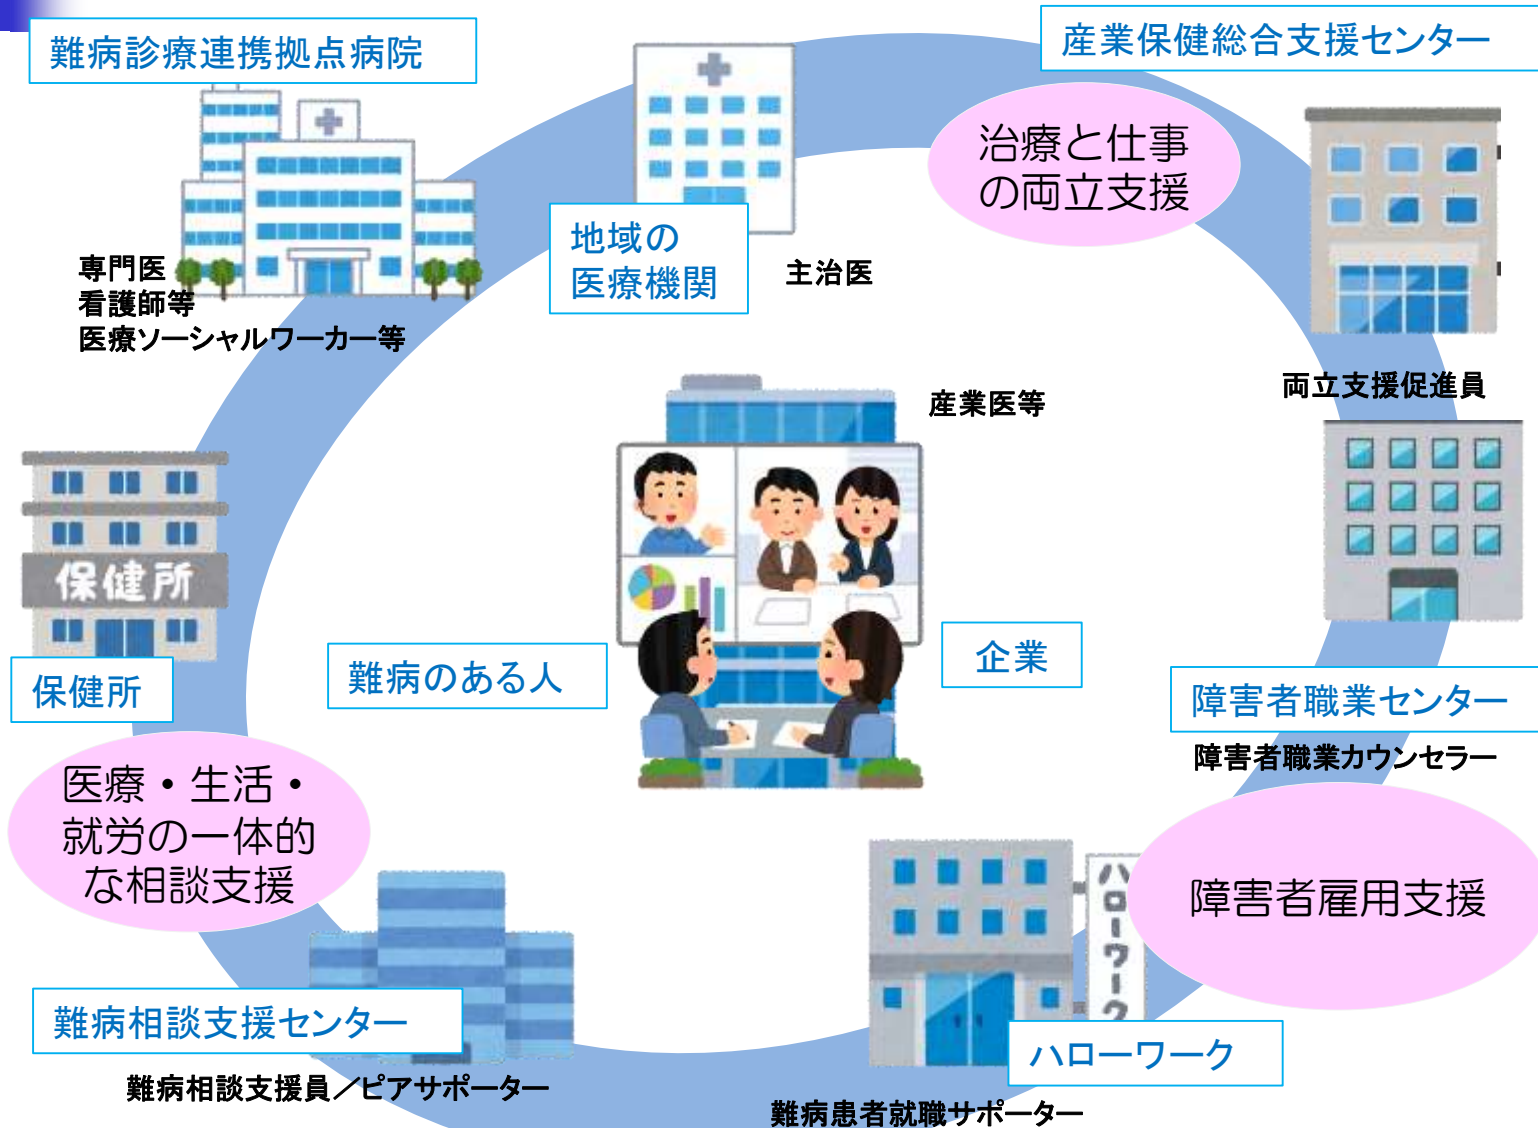 難病診療連携拠点病院
産業保健総合支援センター
治療と仕事
の両立支援
地域の
医療機関
主治医
専門医
看護師等
医療ソーシャルワーカー等
両立支援促進員
産業医等
保健所
保健所
難病のある人
企業
障害者職業センター
障害者職業カウンセラー
医療・生活・
就労の一体的
な相談支援
障害者雇用支援
ハローワーク
難病相談支援センター
ハローワーク
難病相談支援員／ピアサポーター
難病患者就職サポーター